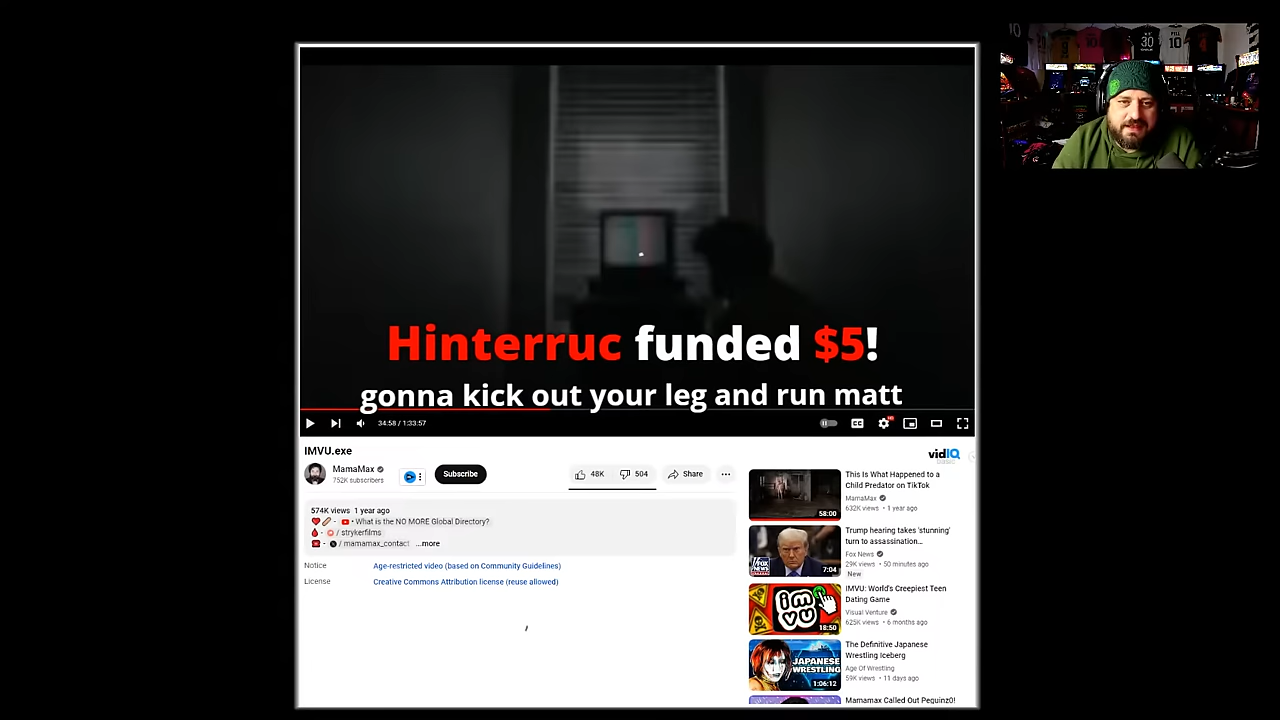 Hinterruc funded $5!
gonna kick out your leg and run matt
34:58 / 1:33:57
CC
IMVU.exe
MamaMax
752K subscribers
Subscribe
48K
504
Share
574K views 1 year ago
- What is the NO MORE Global Directory?
- / strykerfilms
- / mamamax_contact ...more
Notice
Age-restricted video (based on Community Guidelines)
License
Creative Commons Attribution license (reuse allowed)
vidIQ
basic
This Is What Happened to a
Child Predator on TikTok
MamaMax
632K views • 1 year ago
58:00
Trump hearing takes 'stunning'
turn to assassination...
Fox News
29K views • 50 minutes ago
New
7:04
IMVU: World's Creepiest Teen
Dating Game
Visual Venture
625K views • 6 months ago
imvu
18:50
The Definitive Japanese
Wrestling Iceberg
Age Of Wrestling
59K views • 11 days ago
JAPANESE
WRESTLING
1:06:12
Mamamax Called Out Peguinz0!
30
10